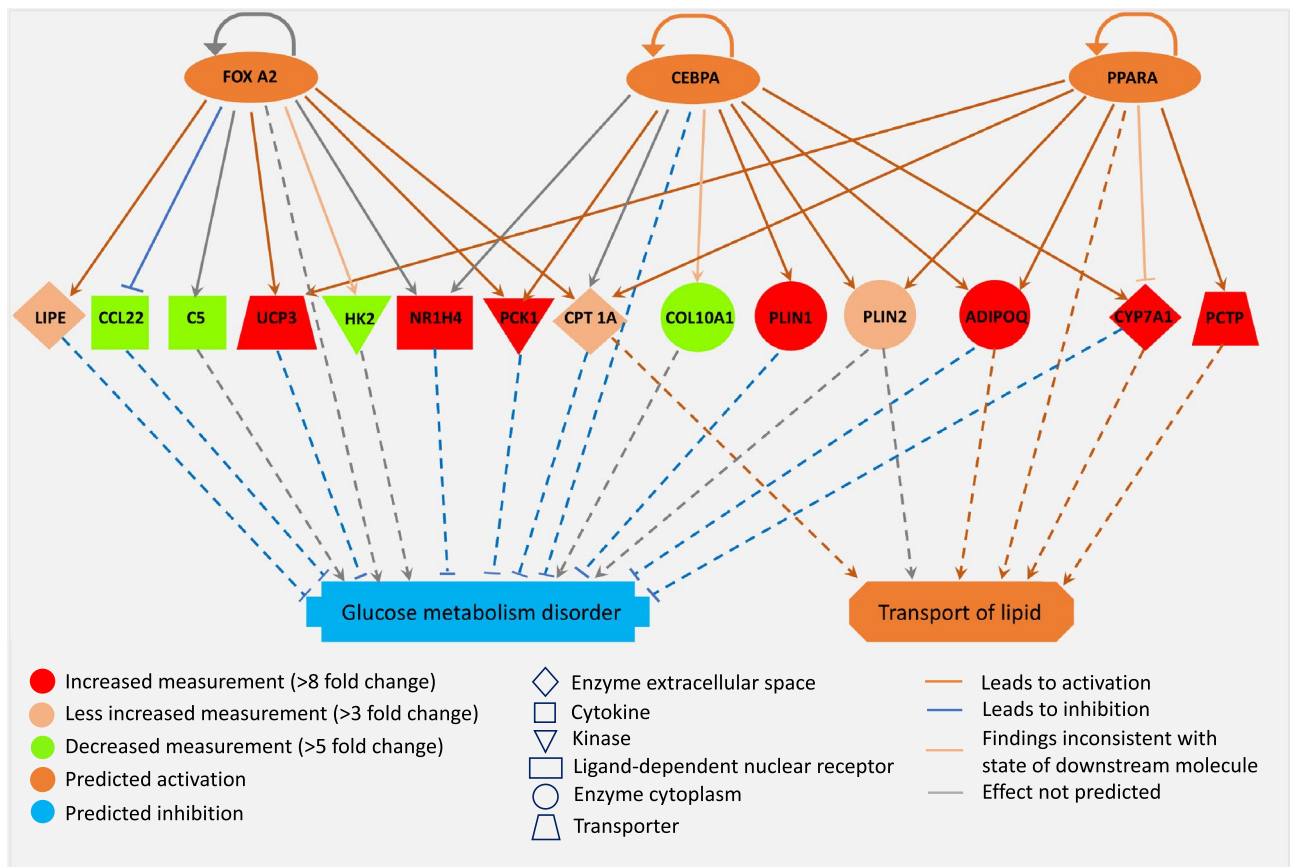 FOX A2
CEBPA
PPARA
LIPE
CCL22
C5
UCP3
HK2
NR1H4
PCK1
CPT 1A
COL10A1
PLIN1
PLIN2
ADIPOQ
CYP7A1
PCTP
Glucose metabolism disorder
Transport of lipid
Increased measurement (>8 fold change)
Less increased measurement (>3 fold change)
Decreased measurement (>5 fold change)
Predicted activation
Predicted inhibition
Enzyme extracellular space
Cytokine
Kinase
Ligand-dependent nuclear receptor
Enzyme cytoplasm
Transporter
Leads to activation
Leads to inhibition
Findings inconsistent with
state of downstream molecule
Effect not predicted